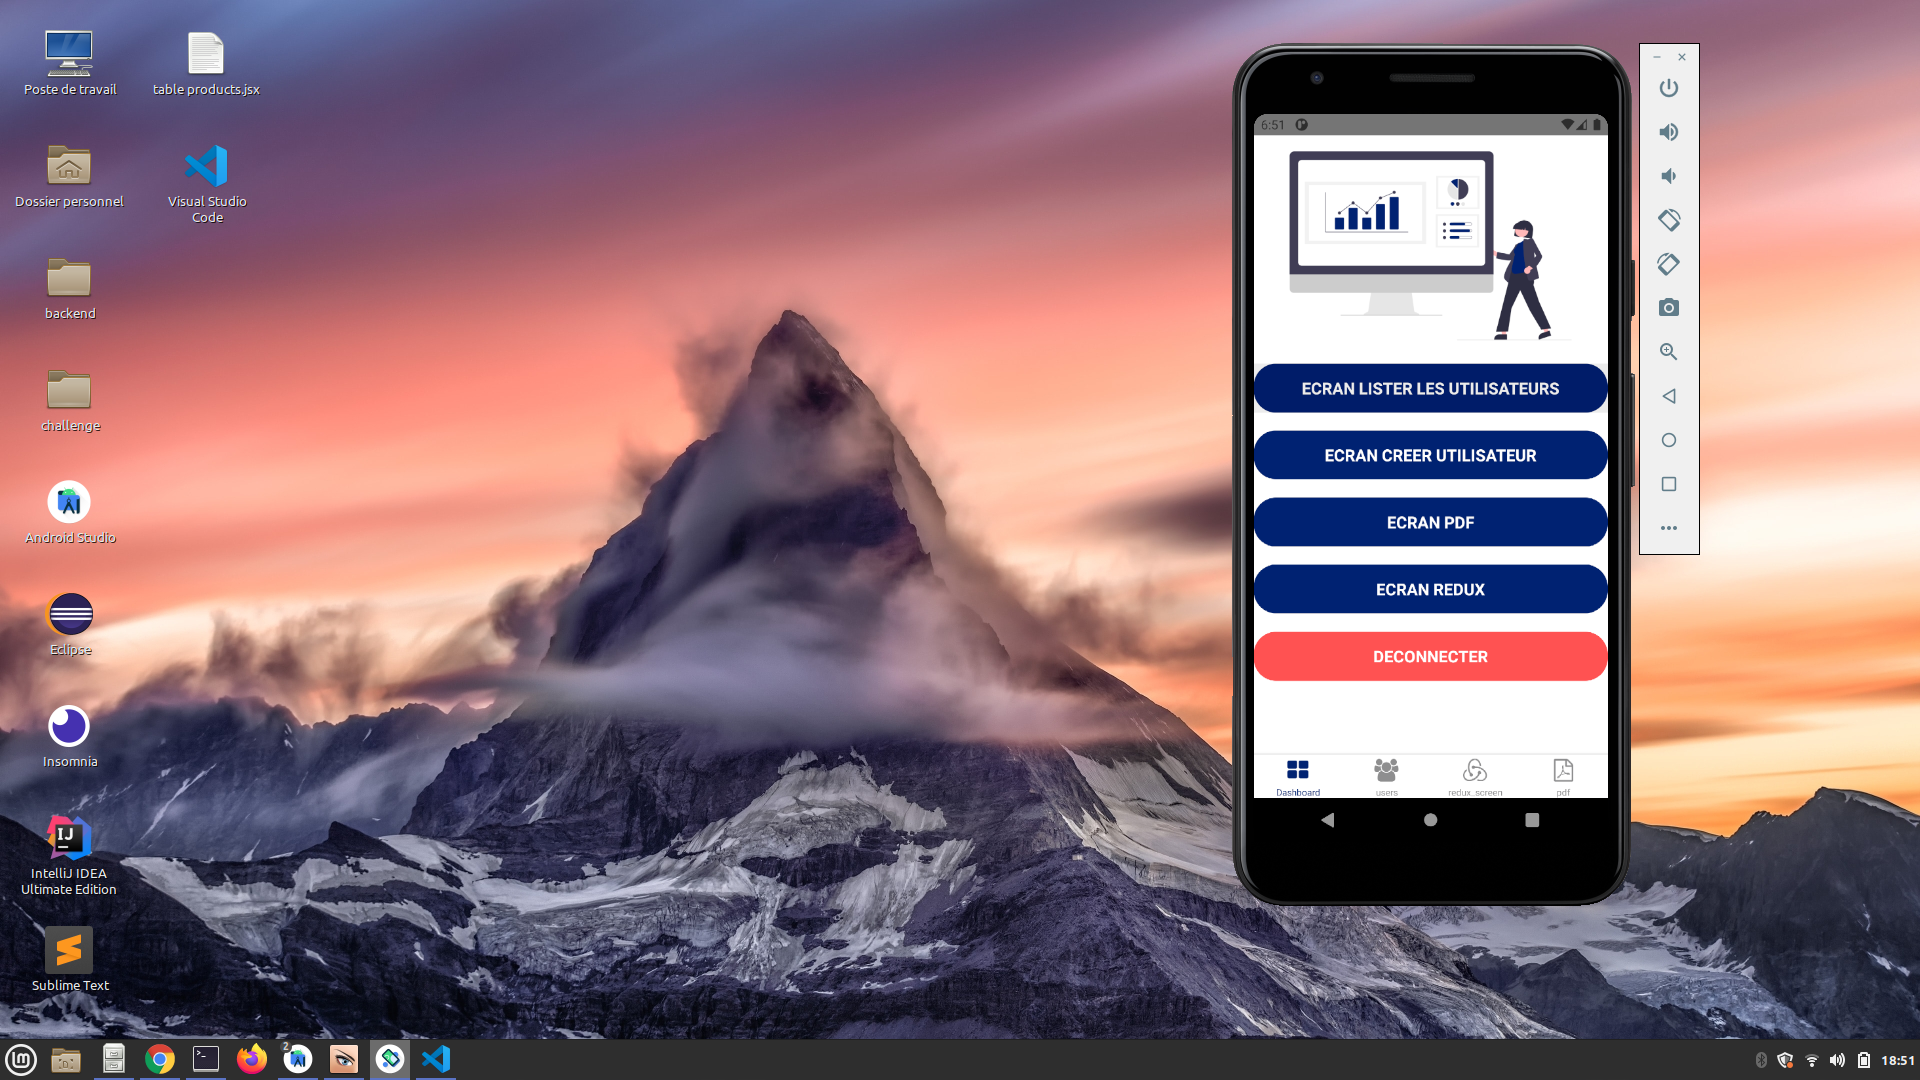 Poste de travail
table products.jsx
Dossier personnel
Visual Studio
Code
backend
challenge
Android Studio
Eclipse
Insomnia
IJ
IntelliJ IDEA
Ultimate Edition
Sublime Text
6:51
ECRAN LISTER LES UTILISATEURS
ECRAN CREER UTILISATEUR
ECRAN PDF
ECRAN REDUX
DECONNECTER
Dashboard
users
redux_screen
pdf
2
18:51